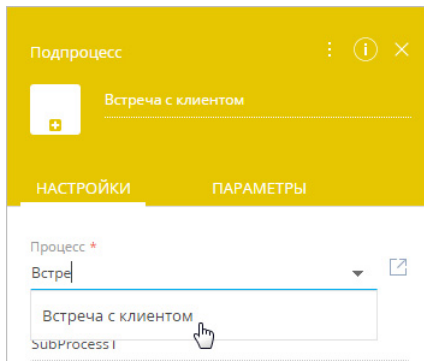 Подпроцесс
Встреча с клиентом
НАСТРОЙКИ ПАРАМЕТРЫ
Процесс *
Встре
Встреча с клиентом
SubProcess1